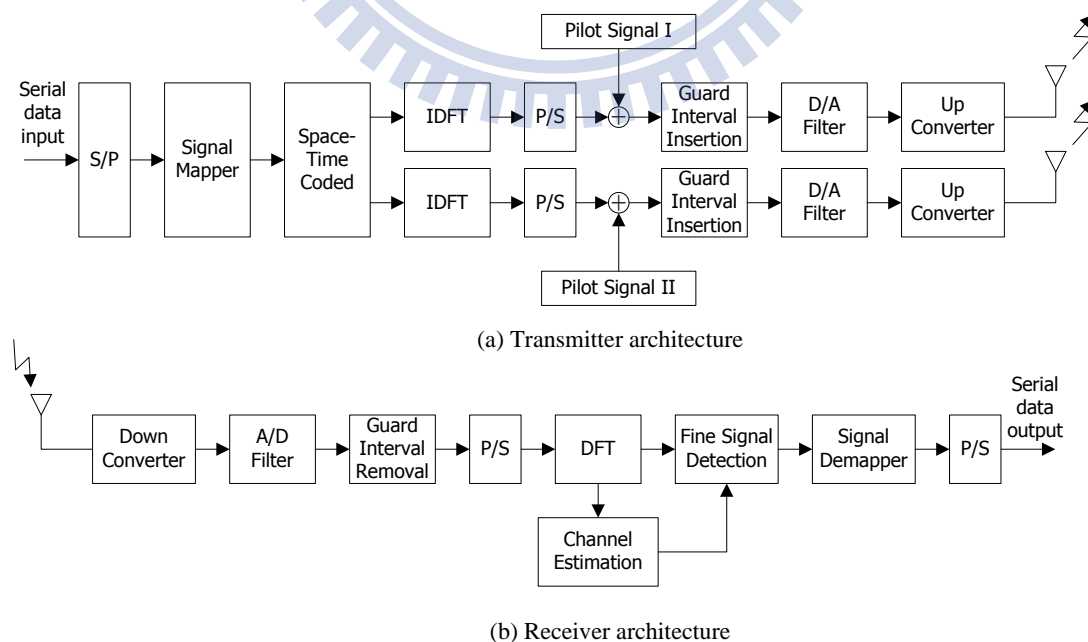 Pilot Signal I
Serial
data
input
S/P
Signal
Mapper
Space-
Time
Coded
IDFT
P/S
Guard
Interval
Insertion
D/A
Filter
Up
Converter
IDFT
P/S
Guard
Interval
Insertion
D/A
Filter
Up
Converter
Pilot Signal II
(a) Transmitter architecture
Down
Converter
A/D
Filter
Guard
Interval
Removal
P/S
DFT
Fine Signal
Detection
Signal
Demapper
P/S
Serial
data
output
Channel
Estimation
(b) Receiver architecture